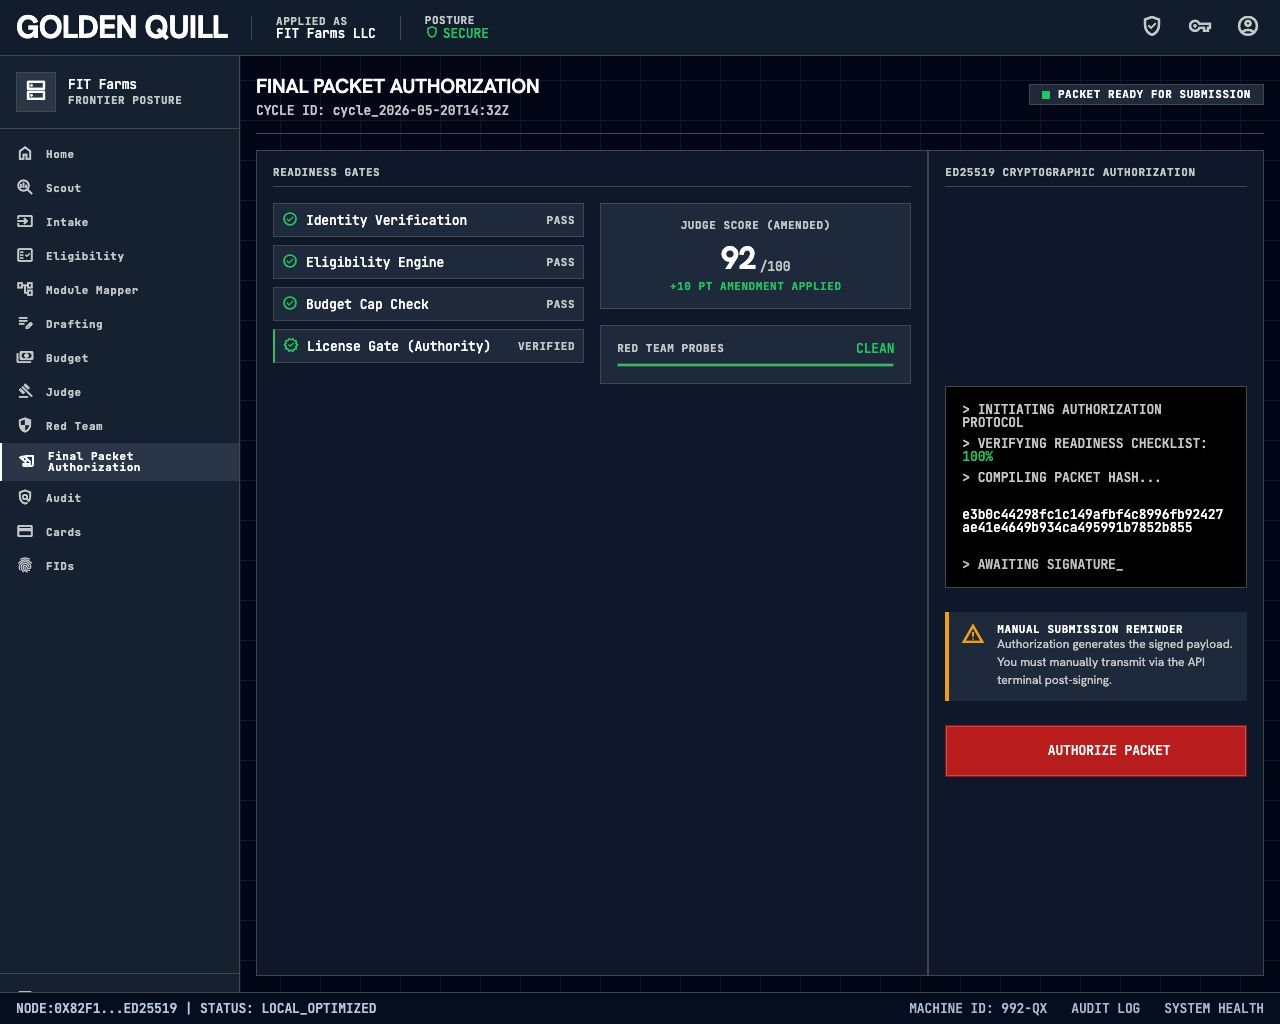 GOLDEN QUILL
APPLIED AS
FIT Farms LLC
POSTURE
SECURE
FIT Farms
FRONTIER POSTURE
Home
Scout
Intake
Eligibility
Module Mapper
Drafting
Budget
Judge
Red Team
Final Packet
Authorization
Audit
Cards
FIDs
FINAL PACKET AUTHORIZATION
CYCLE ID: cycle_2026-05-20T14:32Z
PACKET READY FOR SUBMISSION
READINESS GATES
Identity Verification PASS
Eligibility Engine PASS
Budget Cap Check PASS
License Gate (Authority) VERIFIED
JUDGE SCORE (AMENDED)
92 /100
+10 PT AMENDMENT APPLIED
RED TEAM PROBES CLEAN
ED25519 CRYPTOGRAPHIC AUTHORIZATION
> INITIATING AUTHORIZATION
PROTOCOL
> VERIFYING READINESS CHECKLIST:
100%
> COMPILING PACKET HASH...
e3b0c44298fc1c149afbf4c8996fb92427
ae41e4649b934ca495991b7852b855
> AWAITING SIGNATURE_
MANUAL SUBMISSION REMINDER
Authorization generates the signed payload.
You must manually transmit via the API
terminal post-signing.
AUTHORIZE PACKET
NODE:0X82F1...ED25519 | STATUS: LOCAL_OPTIMIZED
MACHINE ID: 992-QX AUDIT LOG SYSTEM HEALTH